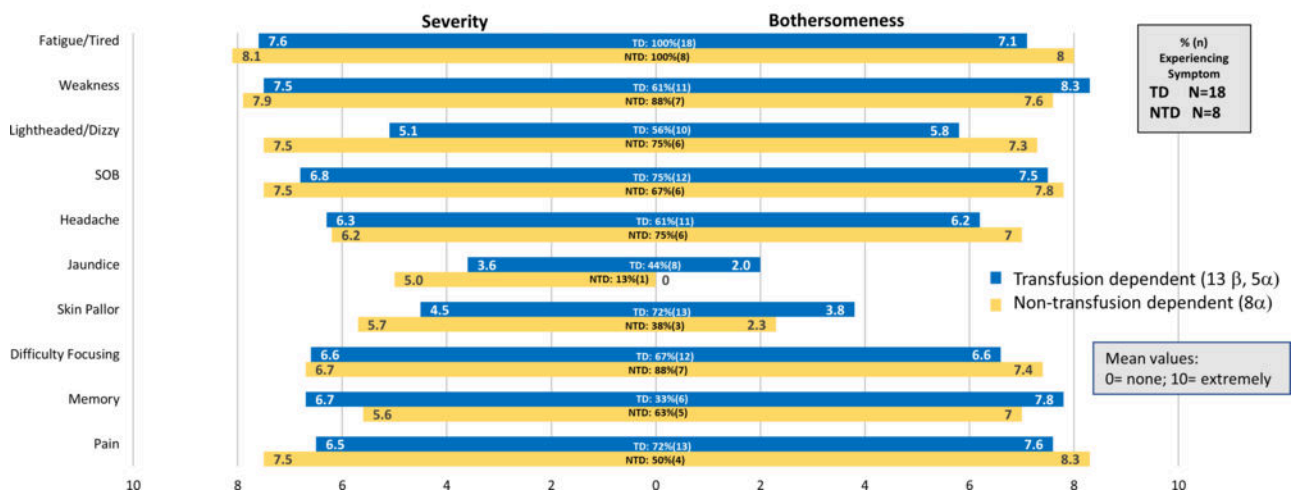 Severity
Bothersomeness
Fatigue/Tired
7.6
TD: 100%(18)
7.1
8.1
NTD: 100%(8)
8
Weakness
7.5
TD: 61%(11)
8.3
7.9
NTD: 88%(7)
7.6
Lightheaded/Dizzy
5.1
TD: 56%(10)
5.8
7.5
NTD: 75%(6)
7.3
SOB
6.8
TD: 75%(12)
7.5
7.5
NTD: 67%(6)
7.8
Headache
6.3
TD: 61%(11)
6.2
6.2
NTD: 75%(6)
7
Jaundice
3.6
TD: 44%(8)
2.0
5.0
NTD: 13%(1)
0
Skin Pallor
4.5
TD: 72%(13)
3.8
5.7
NTD: 38%(3)
2.3
Difficulty Focusing
6.6
TD: 67%(12)
6.6
6.7
NTD: 88%(7)
7.4
Memory
6.7
TD: 33%(6)
7.8
5.6
NTD: 63%(5)
7
Pain
6.5
TD: 72%(13)
7.6
7.5
NTD: 50%(4)
8.3
10 8 6 4 2 0 2 4 6 8 10
% (n)
Experiencing
Symptom
TD N=18
NTD N=8
Transfusion dependent (13 β, 5α)
Non-transfusion dependent (8α)
Mean values:
0= none; 10= extremely